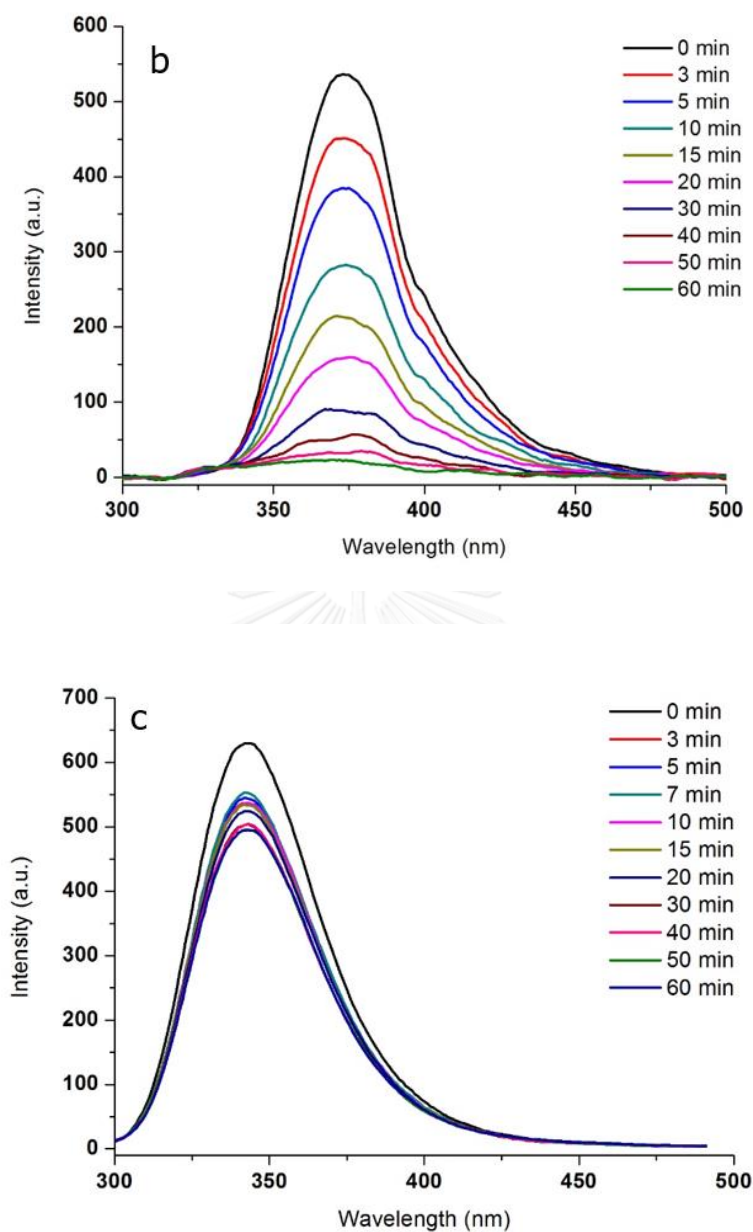 b
600
500
400
300
200
100
0
Intensity (a.u.)
300
350
400
450
500
Wavelength (nm)
0 min
3 min
5 min
10 min
15 min
20 min
30 min
40 min
50 min
60 min
c
700
600
500
400
300
200
100
0
Intensity (a.u.)
300
350
400
450
500
Wavelength (nm)
0 min
3 min
5 min
7 min
10 min
15 min
20 min
30 min
40 min
50 min
60 min